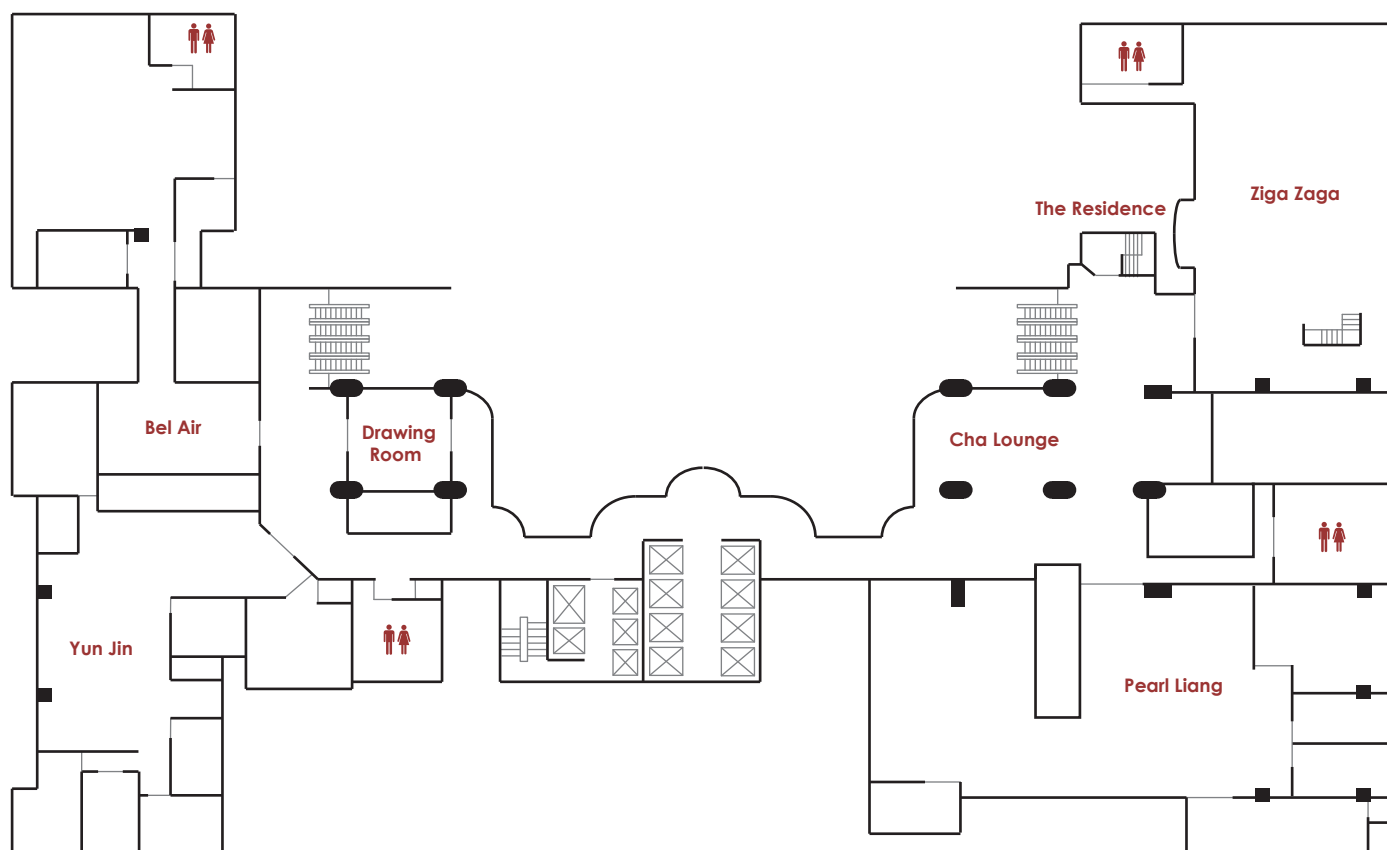 Ziga Zaga
The Residence
Bel Air
Drawing
Room
Cha Lounge
Yun Jin
Pearl Liang